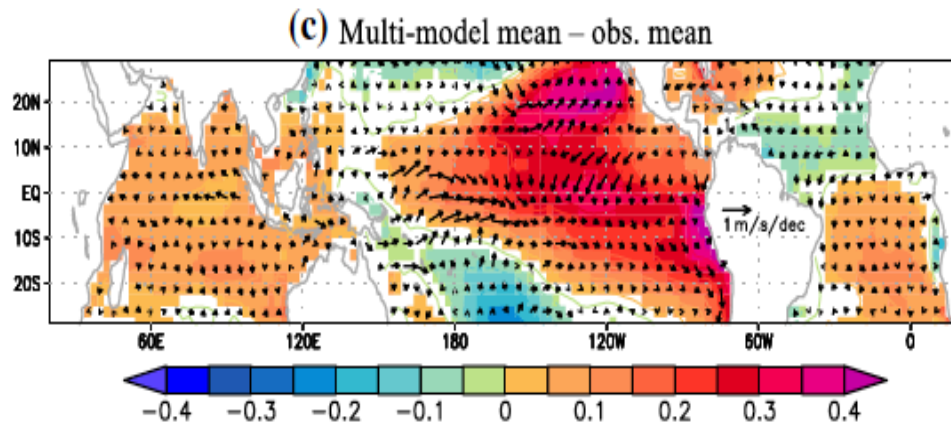 (c) Multi-model mean – obs. mean
20N
10N
EQ
10S
20S
1m/s/dec
60E 120E 180 120W 60W 0
−0.4 −0.3 −0.2 −0.1 0 0.1 0.2 0.3 0.4